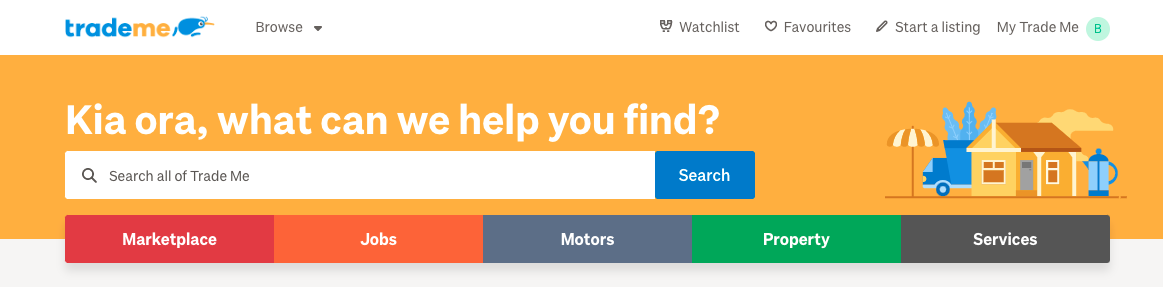 trademe
Browse
Watchlist
Favourites
Start a listing
My Trade Me
B
Kia ora, what can we help you find?
Search all of Trade Me
Search
Marketplace
Jobs
Motors
Property
Services